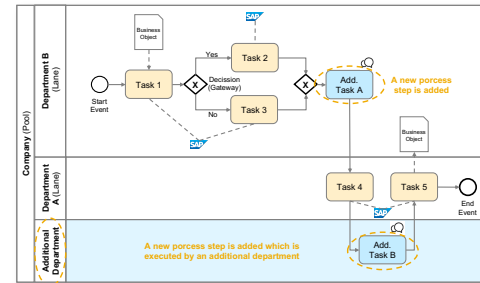 Company (Pool)
Department B
(Lane)
Business
Object
SAP
Yes
Task 2
Start
Event
Task 1
X
Decission
(Gateway)
X
Add.
Task A
A new porcess
step is added
No
Task 3
SAP
Business
Object
Department
A (Lane)
Task 4
Task 5
SAP
End
Event
Additional
Department
A new porcess step is added which is
executed by an additional department
Add.
Task B